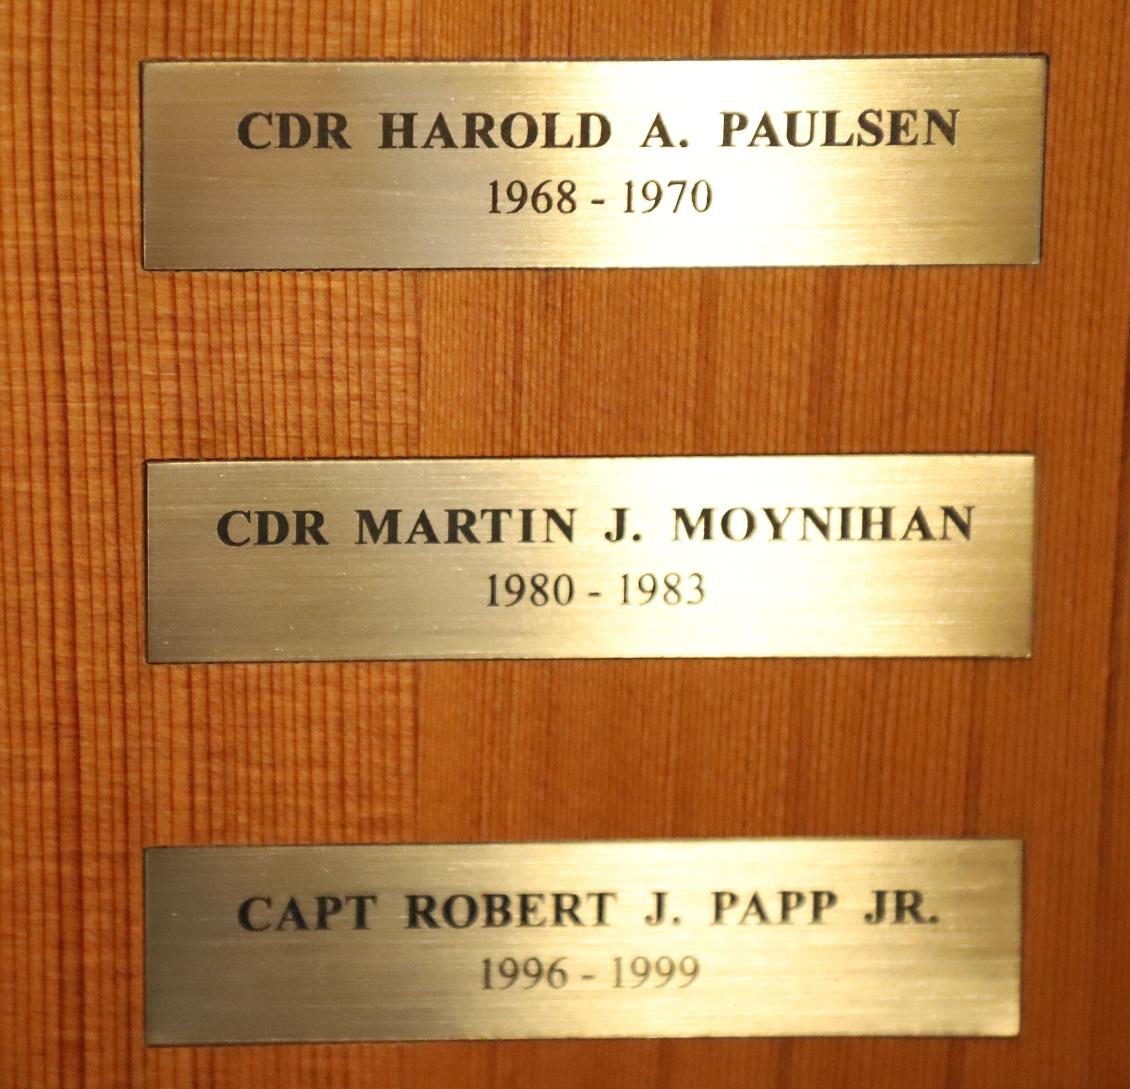 CDR HAROLD A. PAULSEN
1968 - 1970
CDR MARTIN J. MOYNIHAN
1980 - 1983
CAPT ROBERT J. PAPP JR.
1996 - 1999